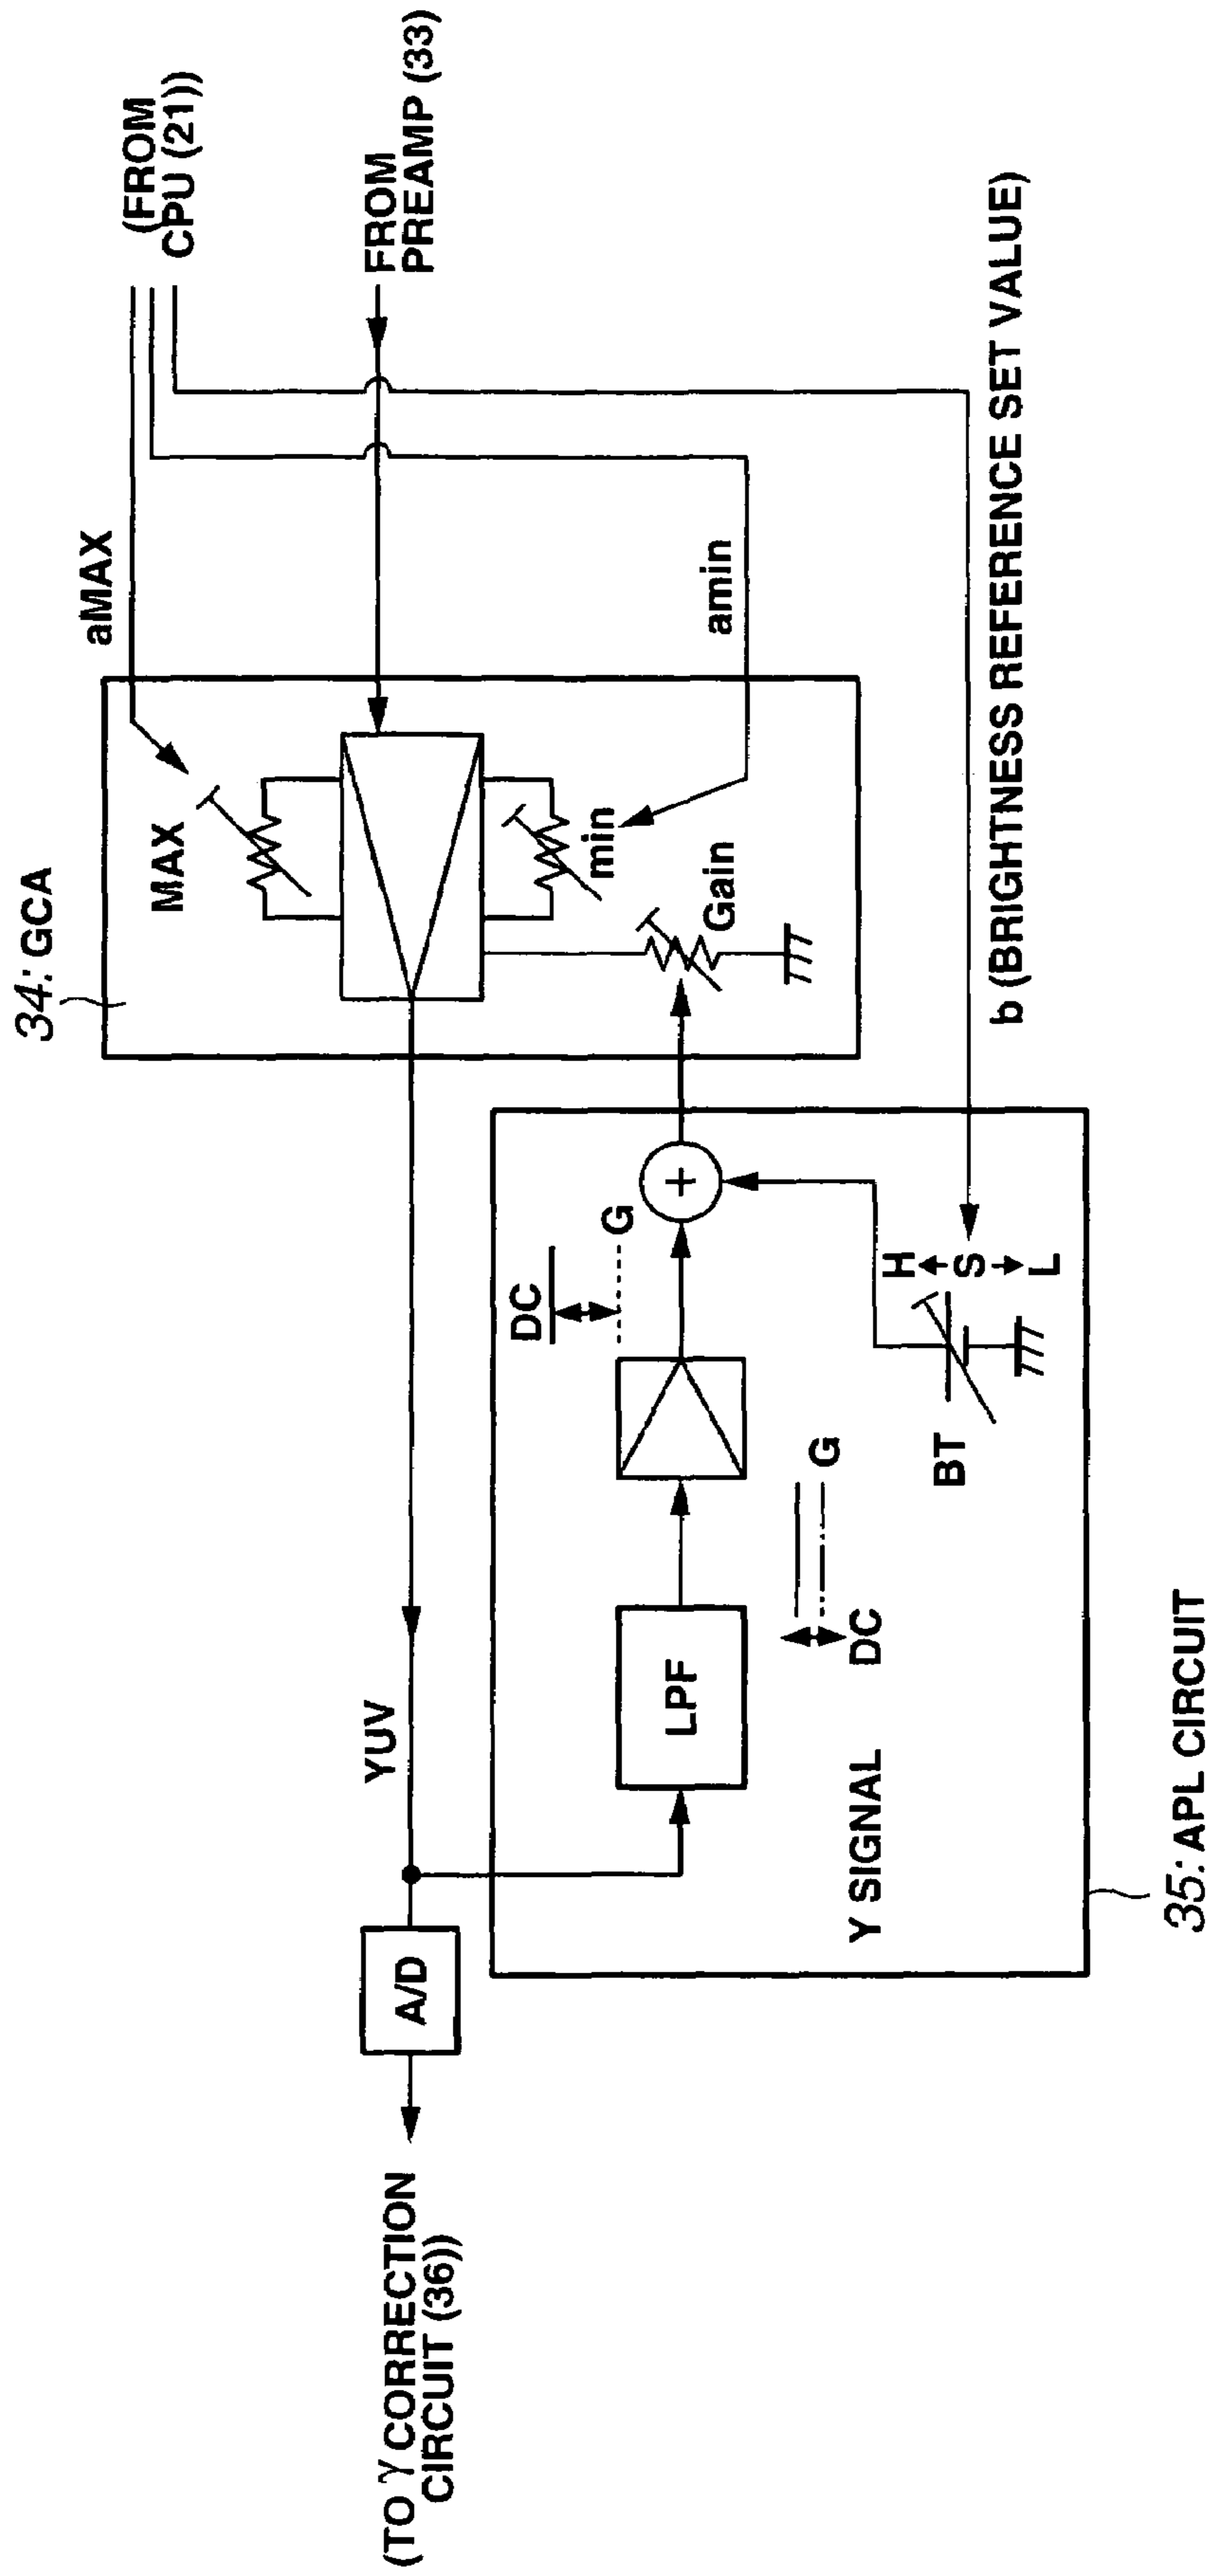 34: GCA
aMAX
(FROM
CPU (21))
MAX
FROM
PREAMP (33)
min
amin
Gain
YUV
A/D
(TO γ CORRECTION
CIRCUIT (36))
DC
G
+
LPF
G
DC
Y SIGNAL
BT
H
S
L
b (BRIGHTNESS REFERENCE SET VALUE)
35: APL CIRCUIT